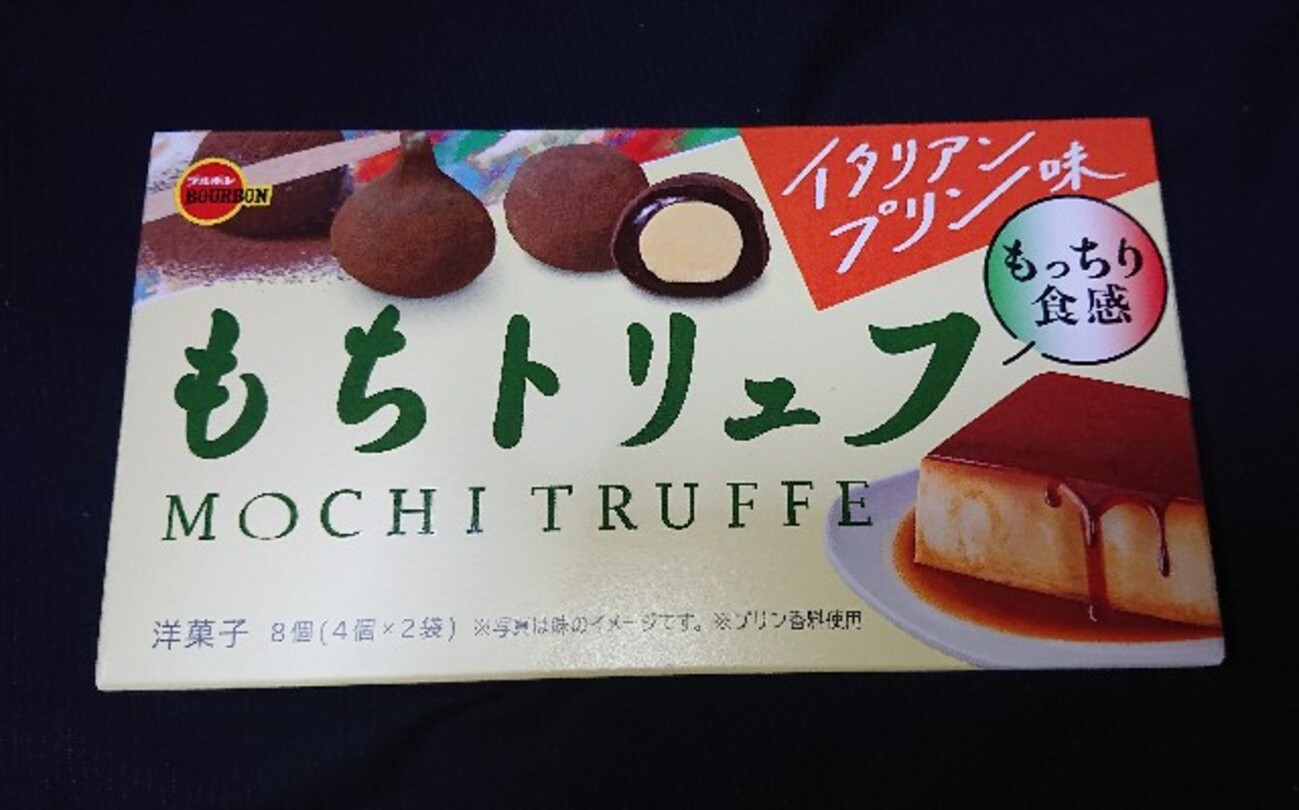 ブルボン
BOURBON
イタリアン
プリン味
もっちり
食感
もちトリュフ
MOCHI TRUFFE
洋菓子 8個(4個×2袋) ※写真は味のイメージです。※プリン香料使用